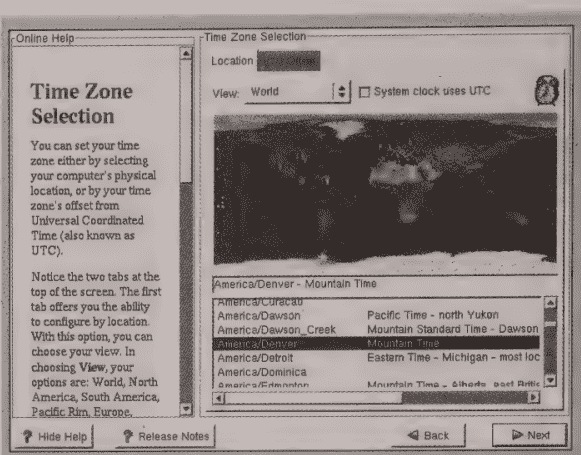 Online Help
Time Zone
Selection
You can set your time
zone either by selecting
your computer's physical
location, or by your time
zone's offset from
Universal Coordinated
Time (also known as
UTC).
Notice the two tabs at the
top of the screen. The first
tab offers you the ability
to configure by location.
With this option, you can
choose your view. In
choosing View, your
options are: World, North
America, South America,
Pacific Rim, Europe,
Time Zone Selection
Location
View: World System clock uses UTC
America/Denver - Mountain Time
America/Curacao
America/Dawson Pacific Time - north Yukon
America/Dawson_Creek Mountain Standard Time - Dawson
America/Denver Mountain Time
America/Detroit Eastern Time - Michigan - most loc
America/Dominica
America/Edmonton Mountain Time - Alberta, east Britis
Hide Help Release Notes Back Next